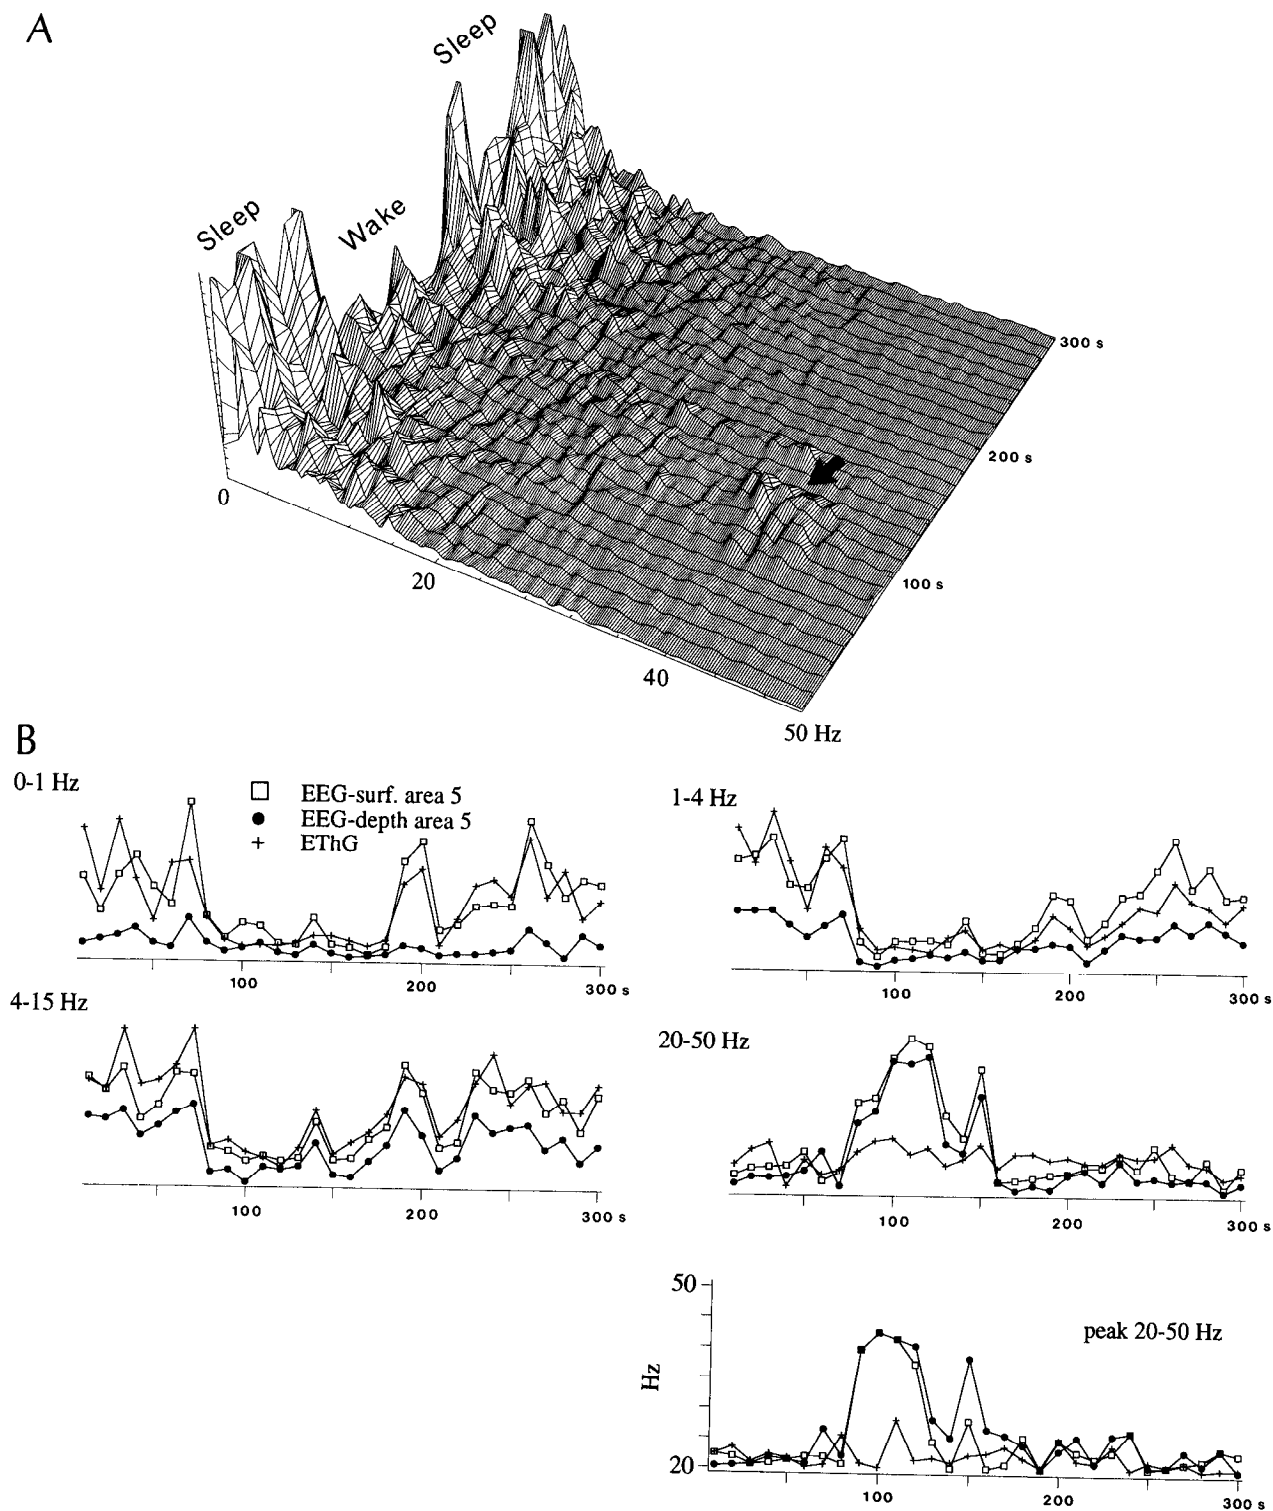 A
Sleep
Wake
Sleep
0
20
40
50 Hz
100 s
200 s
300 s
B
0-1 Hz
EEG-surf. area 5
EEG-depth area 5
EThG
100
200
300 s
1-4 Hz
100
200
300 s
4-15 Hz
100
200
300 s
20-50 Hz
100
200
300 s
50
peak 20-50 Hz
Hz
20
100
200
300 s